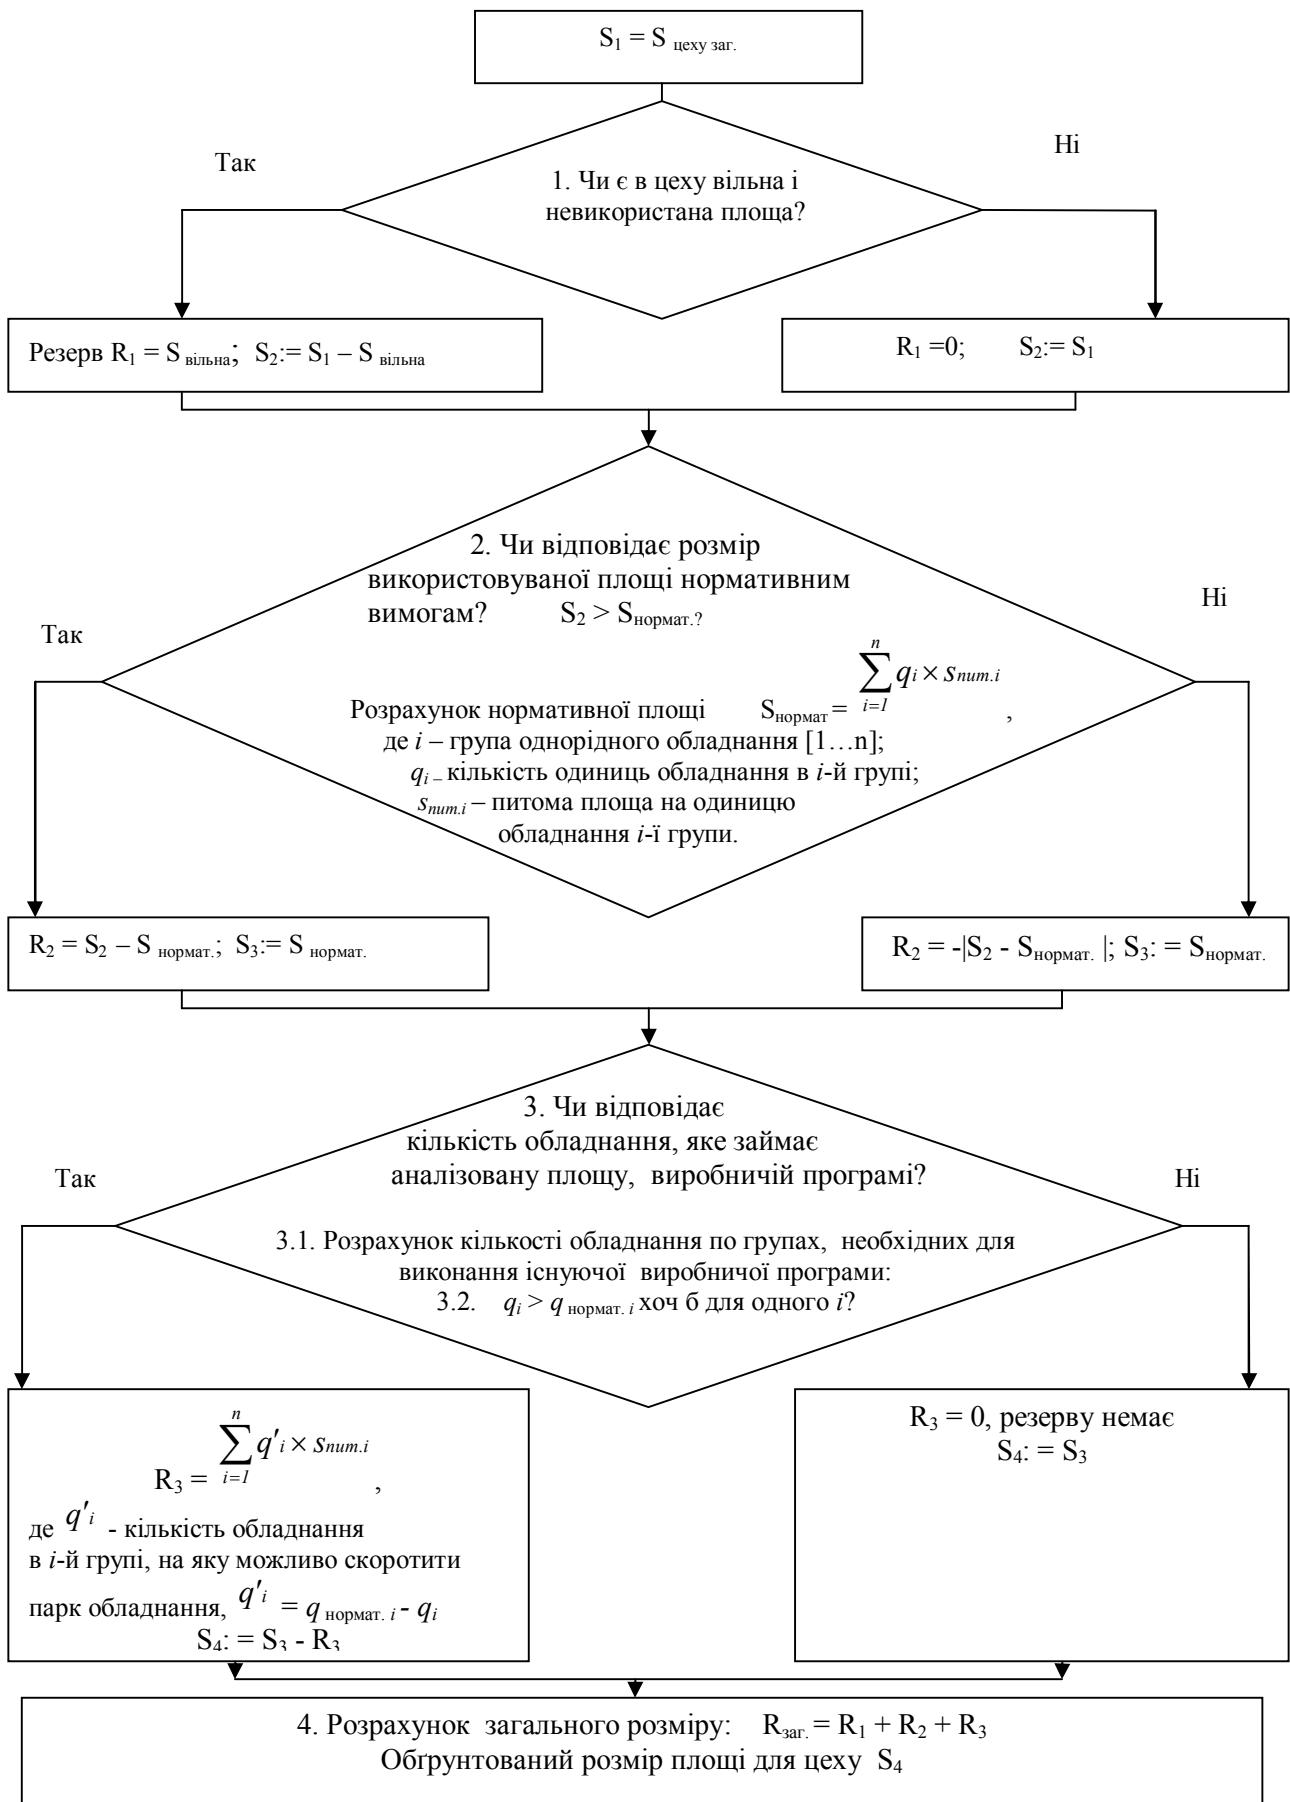 S₁ = S цеху заг.
Так
Ні
1. Чи є в цеху вільна і
невикористана площа?
Резерв R₁ = S вільна; S₂:= S₁ – S вільна
R₁ =0; S₂:= S₁
2. Чи відповідає розмір
використовуваної площі нормативним
вимогам? S₂ > Sнормат.?
Так
Ні
Розрахунок нормативної площі Sнормат = ∑ⁿᵢ₌₁ qᵢ × sпит.i ,
де i – група однорідного обладнання [1…n];
qᵢ – кількість одиниць обладнання в i-й групі;
sпит.i – питома площа на одиницю
обладнання i-ї групи.
R₂ = S₂ – S нормат.; S₃:= S нормат.
R₂ = -|S₂ - Sнормат. |; S₃: = Sнормат.
3. Чи відповідає
кількість обладнання, яке займає
аналізовану площу, виробничій програмі?
Так
Ні
3.1. Розрахунок кількості обладнання по групах, необхідних для
виконання існуючої виробничої програми:
3.2. qᵢ > q нормат. i хоч б для одного i?
R₃ = ∑ⁿᵢ₌₁ q'ᵢ × sпит.i ,
де q'ᵢ - кількість обладнання
в i-й групі, на яку можливо скоротити
парк обладнання, q'ᵢ = q нормат. i - qᵢ
S₄: = S₃ - R₃
R₃ = 0, резерву немає
S₄: = S₃
4. Розрахунок загального розміру: Rзаг. = R₁ + R₂ + R₃
Обґрунтований розмір площі для цеху S₄